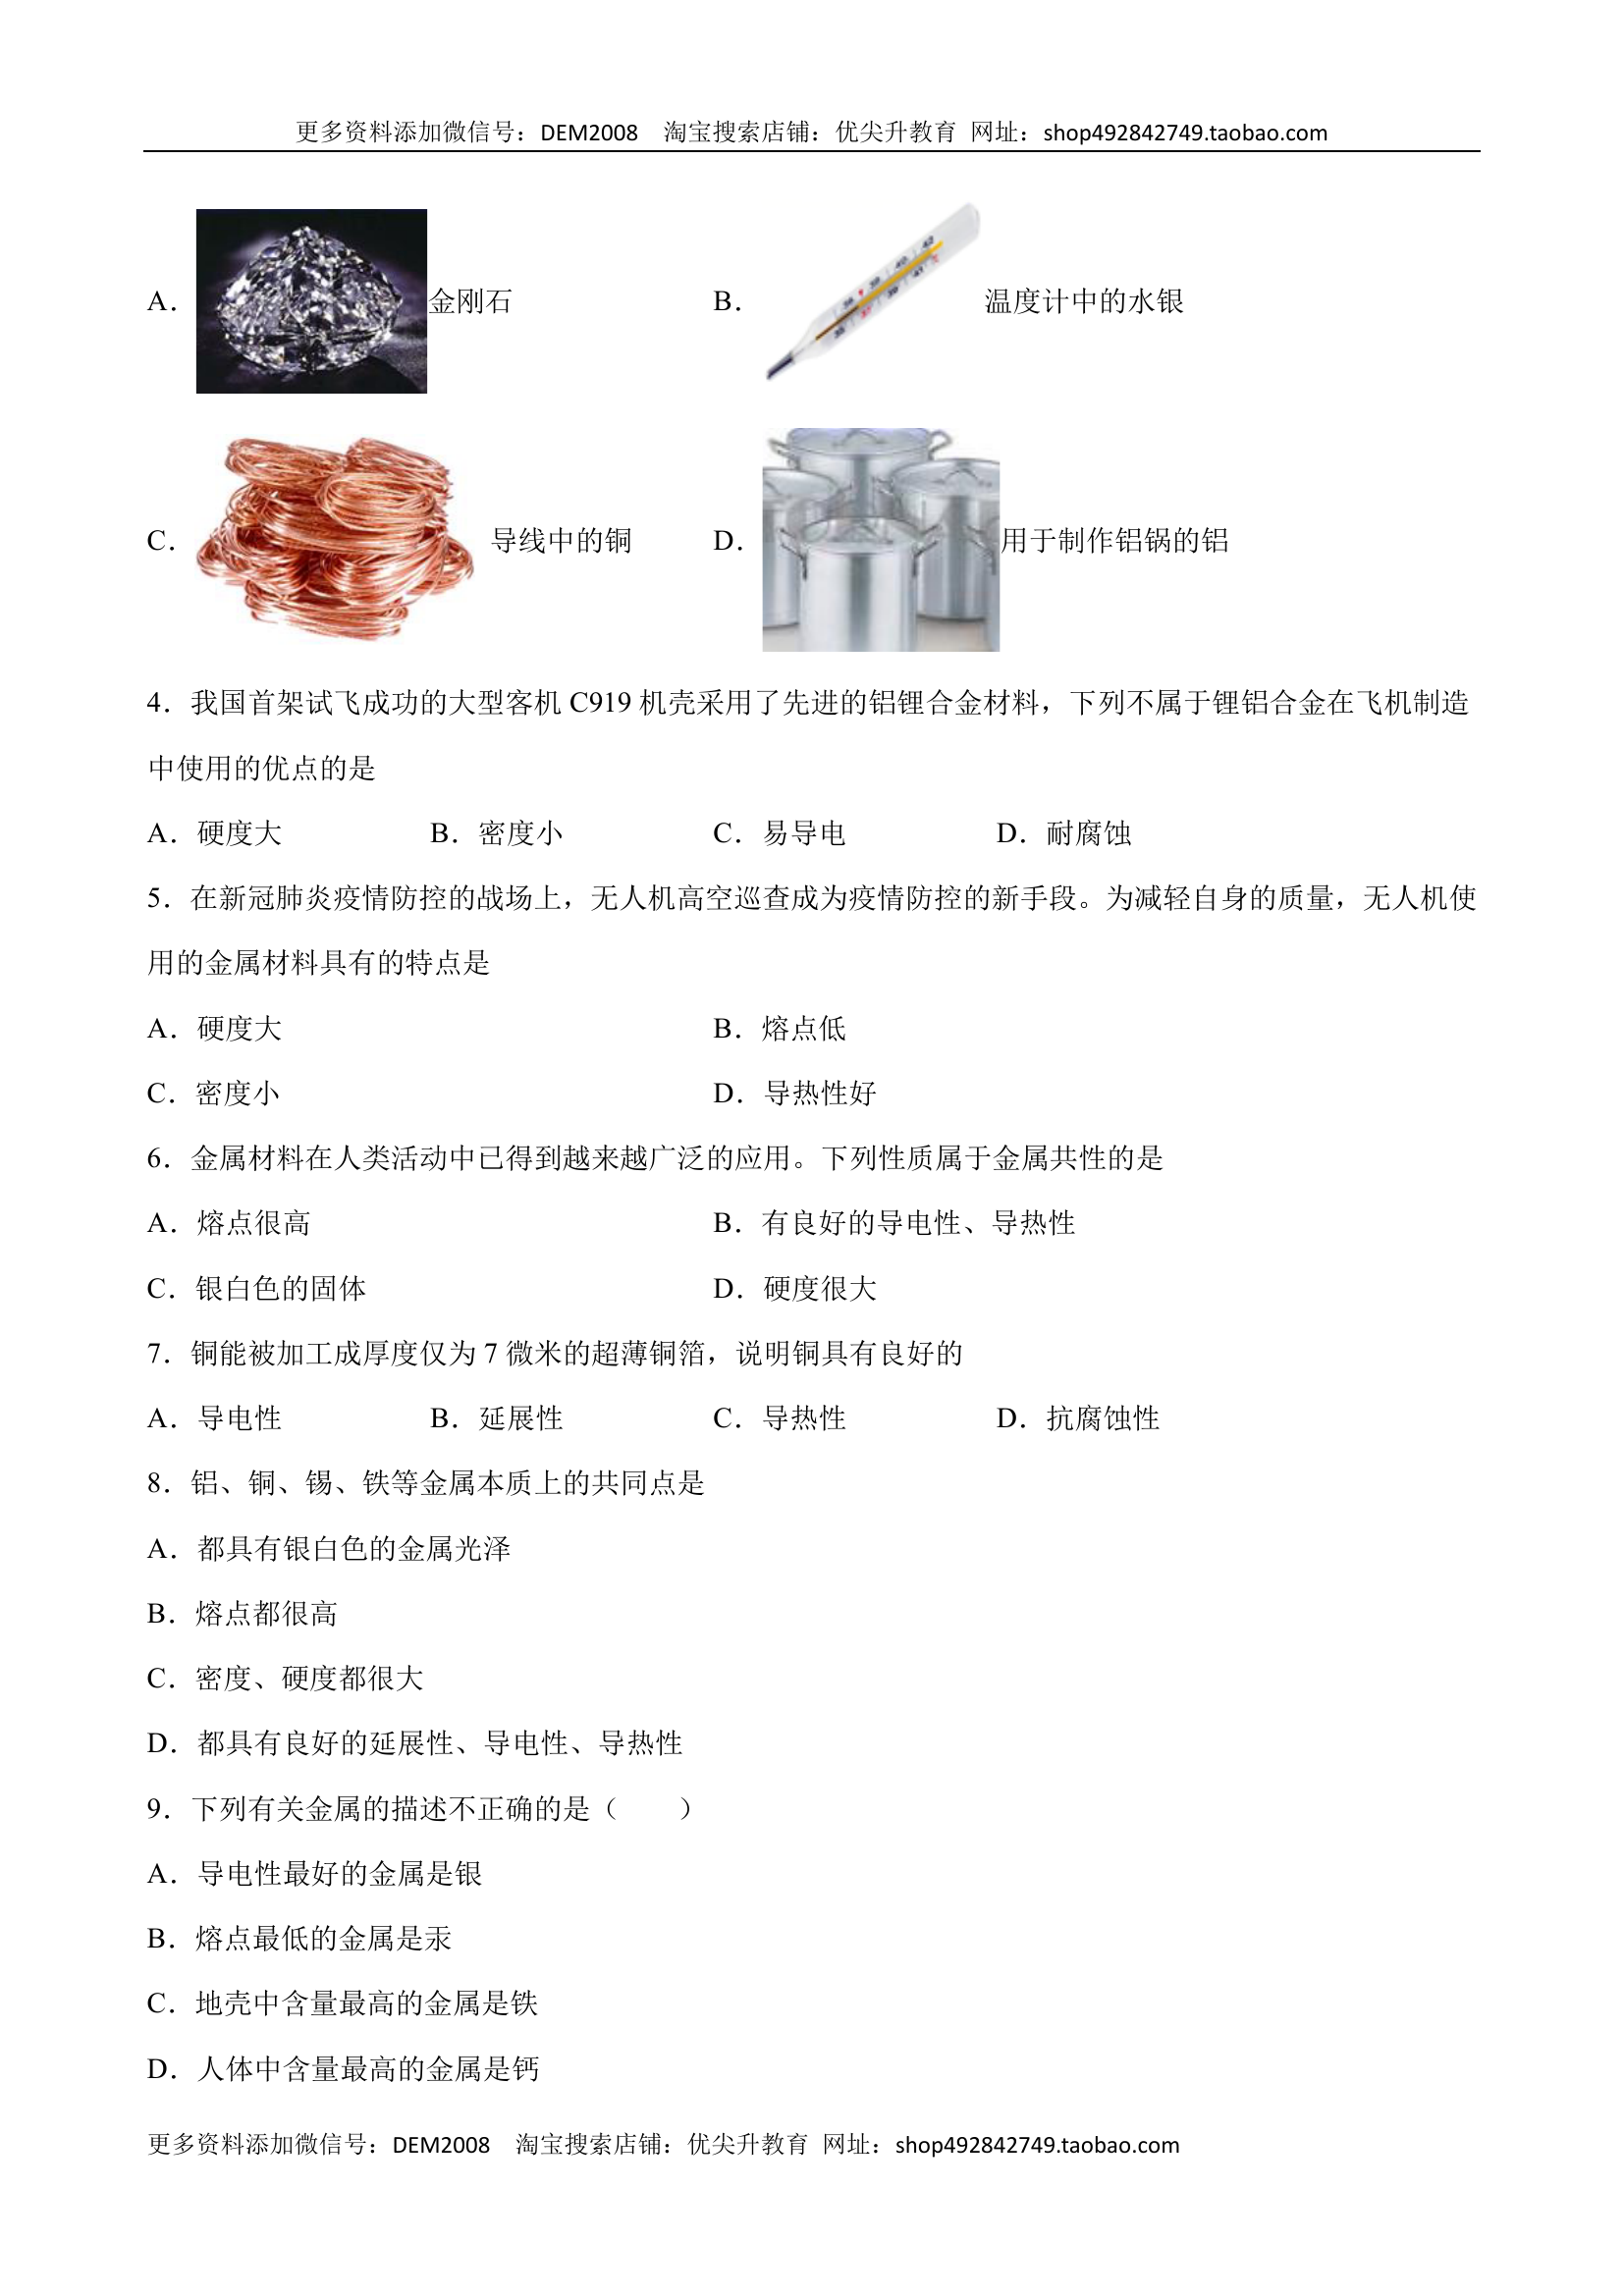 更多资料添加微信号：DEM2008 淘宝搜索店铺：优尖升教育 网址：shop492842749.taobao.com
A．金刚石 B．温度计中的水银
C．导线中的铜 D．用于制作铝锅的铝
4．我国首架试飞成功的大型客机 C919 机壳采用了先进的铝锂合金材料，下列不属于锂铝合金在飞机制造
中使用的优点的是
A．硬度大 B．密度小 C．易导电 D．耐腐蚀
5．在新冠肺炎疫情防控的战场上，无人机高空巡查成为疫情防控的新手段。为减轻自身的质量，无人机使
用的金属材料具有的特点是
A．硬度大 B．熔点低
C．密度小 D．导热性好
6．金属材料在人类活动中已得到越来越广泛的应用。下列性质属于金属共性的是
A．熔点很高 B．有良好的导电性、导热性
C．银白色的固体 D．硬度很大
7．铜能被加工成厚度仅为 7 微米的超薄铜箔，说明铜具有良好的
A．导电性 B．延展性 C．导热性 D．抗腐蚀性
8．铝、铜、锡、铁等金属本质上的共同点是
A．都具有银白色的金属光泽
B．熔点都很高
C．密度、硬度都很大
D．都具有良好的延展性、导电性、导热性
9．下列有关金属的描述不正确的是（ ）
A．导电性最好的金属是银
B．熔点最低的金属是汞
C．地壳中含量最高的金属是铁
D．人体中含量最高的金属是钙
更多资料添加微信号：DEM2008 淘宝搜索店铺：优尖升教育 网址：shop492842749.taobao.com